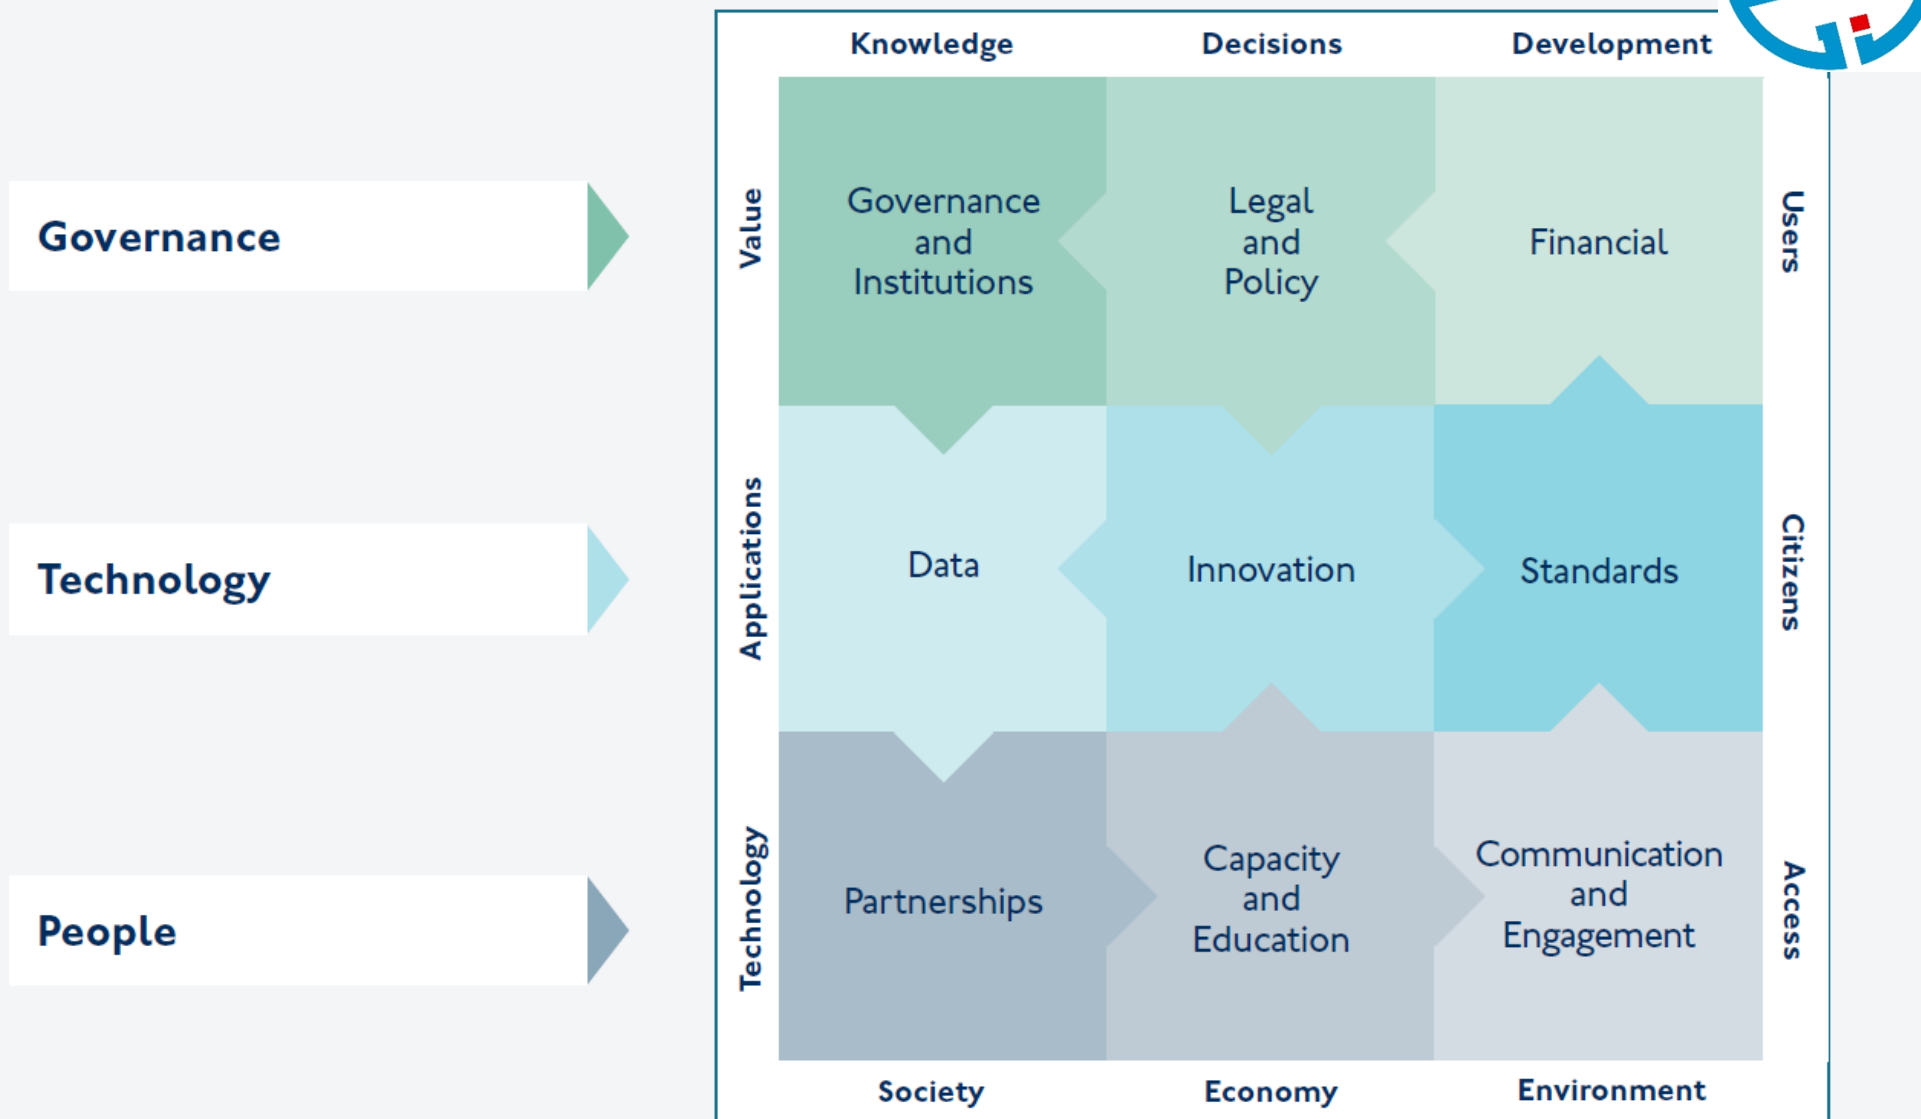 Knowledge
Decisions
Development
Governance
Value
Governance
and
Institutions
Legal
and
Policy
Financial
Users
Technology
Applications
Data
Innovation
Standards
Citizens
People
Technology
Partnerships
Capacity
and
Education
Communication
and
Engagement
Access
Society
Economy
Environment